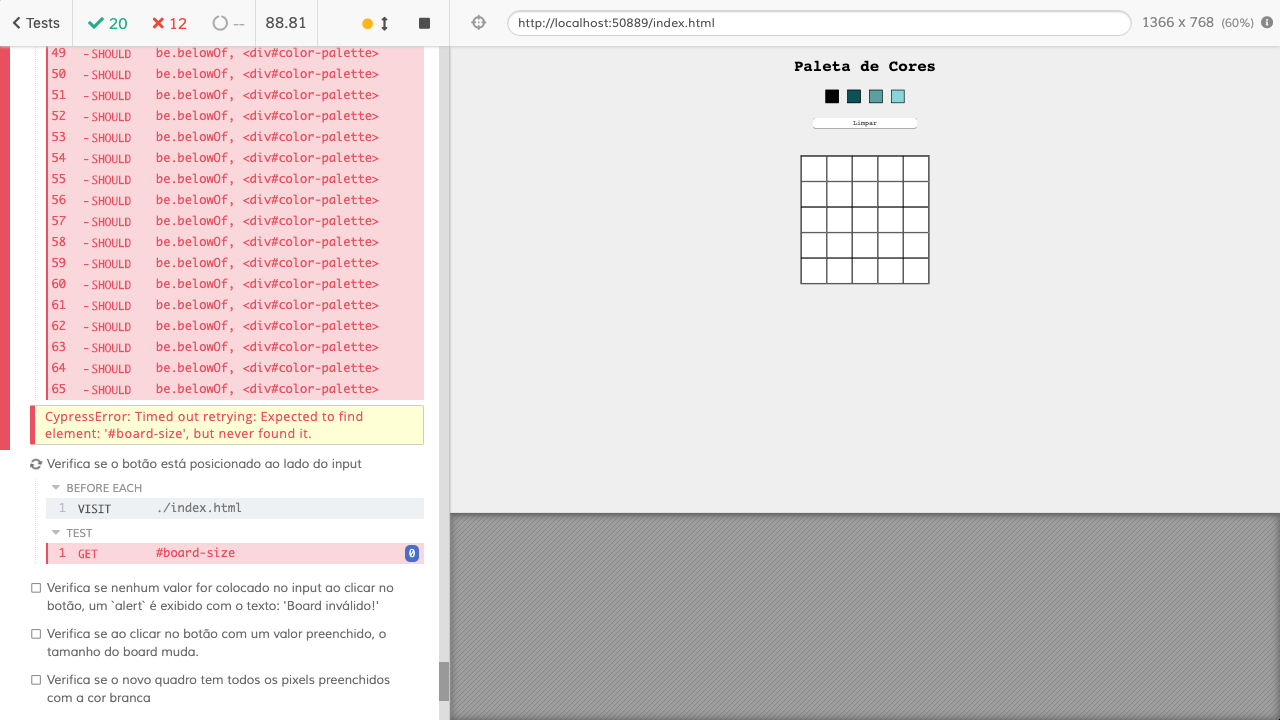 Tests 20 12 -- 88.81
http://localhost:50889/index.html 1366 x 768 (60%)
49 -SHOULD be.belowOf, <div#color-palette>
50 -SHOULD be.belowOf, <div#color-palette>
51 -SHOULD be.belowOf, <div#color-palette>
52 -SHOULD be.belowOf, <div#color-palette>
53 -SHOULD be.belowOf, <div#color-palette>
54 -SHOULD be.belowOf, <div#color-palette>
55 -SHOULD be.belowOf, <div#color-palette>
56 -SHOULD be.belowOf, <div#color-palette>
57 -SHOULD be.belowOf, <div#color-palette>
58 -SHOULD be.belowOf, <div#color-palette>
59 -SHOULD be.belowOf, <div#color-palette>
60 -SHOULD be.belowOf, <div#color-palette>
61 -SHOULD be.belowOf, <div#color-palette>
62 -SHOULD be.belowOf, <div#color-palette>
63 -SHOULD be.belowOf, <div#color-palette>
64 -SHOULD be.belowOf, <div#color-palette>
65 -SHOULD be.belowOf, <div#color-palette>
CypressError: Timed out retrying: Expected to find
element: '#board-size', but never found it.
Verifica se o botão está posicionado ao lado do input
BEFORE EACH
1 VISIT ./index.html
TEST
1 GET #board-size 0
Verifica se nenhum valor for colocado no input ao clicar no
botão, um `alert` é exibido com o texto: 'Board inválido!'
Verifica se ao clicar no botão com um valor preenchido, o
tamanho do board muda.
Verifica se o novo quadro tem todos os pixels preenchidos
com a cor branca
Paleta de Cores
Limpar